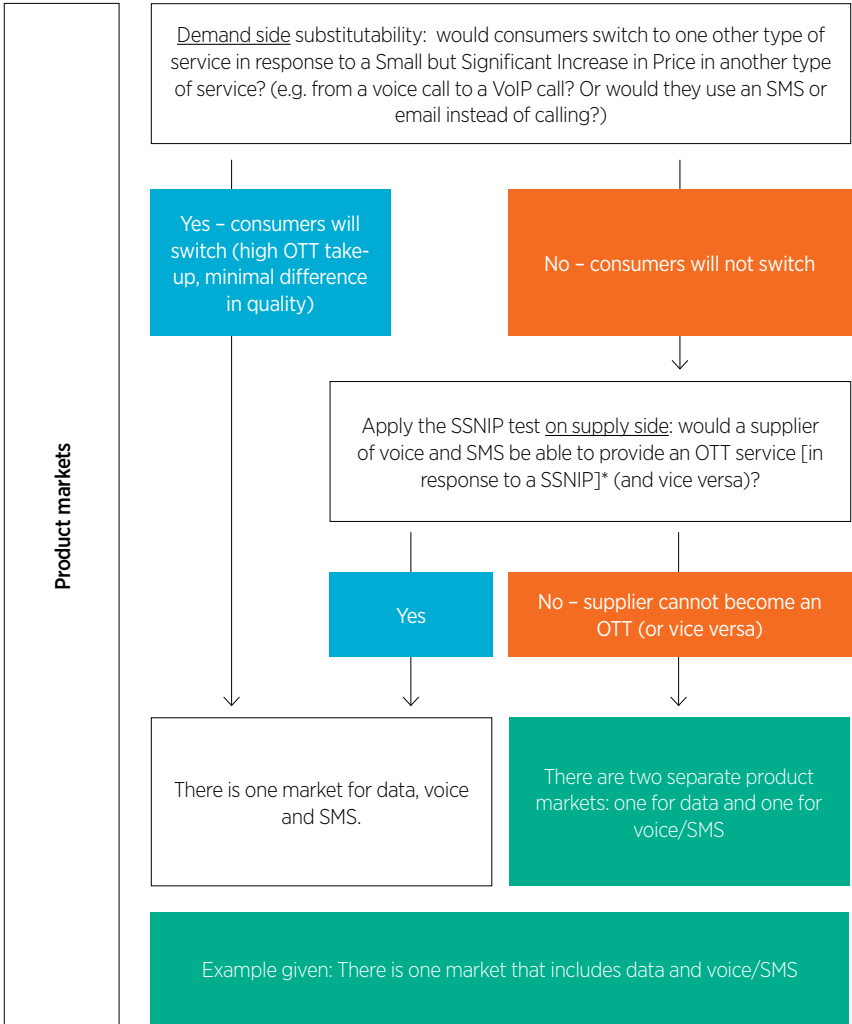 Demand side substitutability: would consumers switch to one other type of
service in response to a Small but Significant Increase in Price in another type
of service? (e.g. from a voice call to a VoIP call? Or would they use an SMS or
email instead of calling?)
Yes – consumers will
switch (high OTT take-
up, minimal difference
in quality)
No – consumers will not switch
Product markets
Apply the SSNIP test on supply side: would a supplier
of voice and SMS be able to provide an OTT service [in
response to a SSNIP]* (and vice versa)?
Yes
No – supplier cannot become an
OTT (or vice versa)
There is one market for data, voice
and SMS.
There are two separate product
markets: one for data and one for
voice/SMS
Example given: There is one market that includes data and voice/SMS